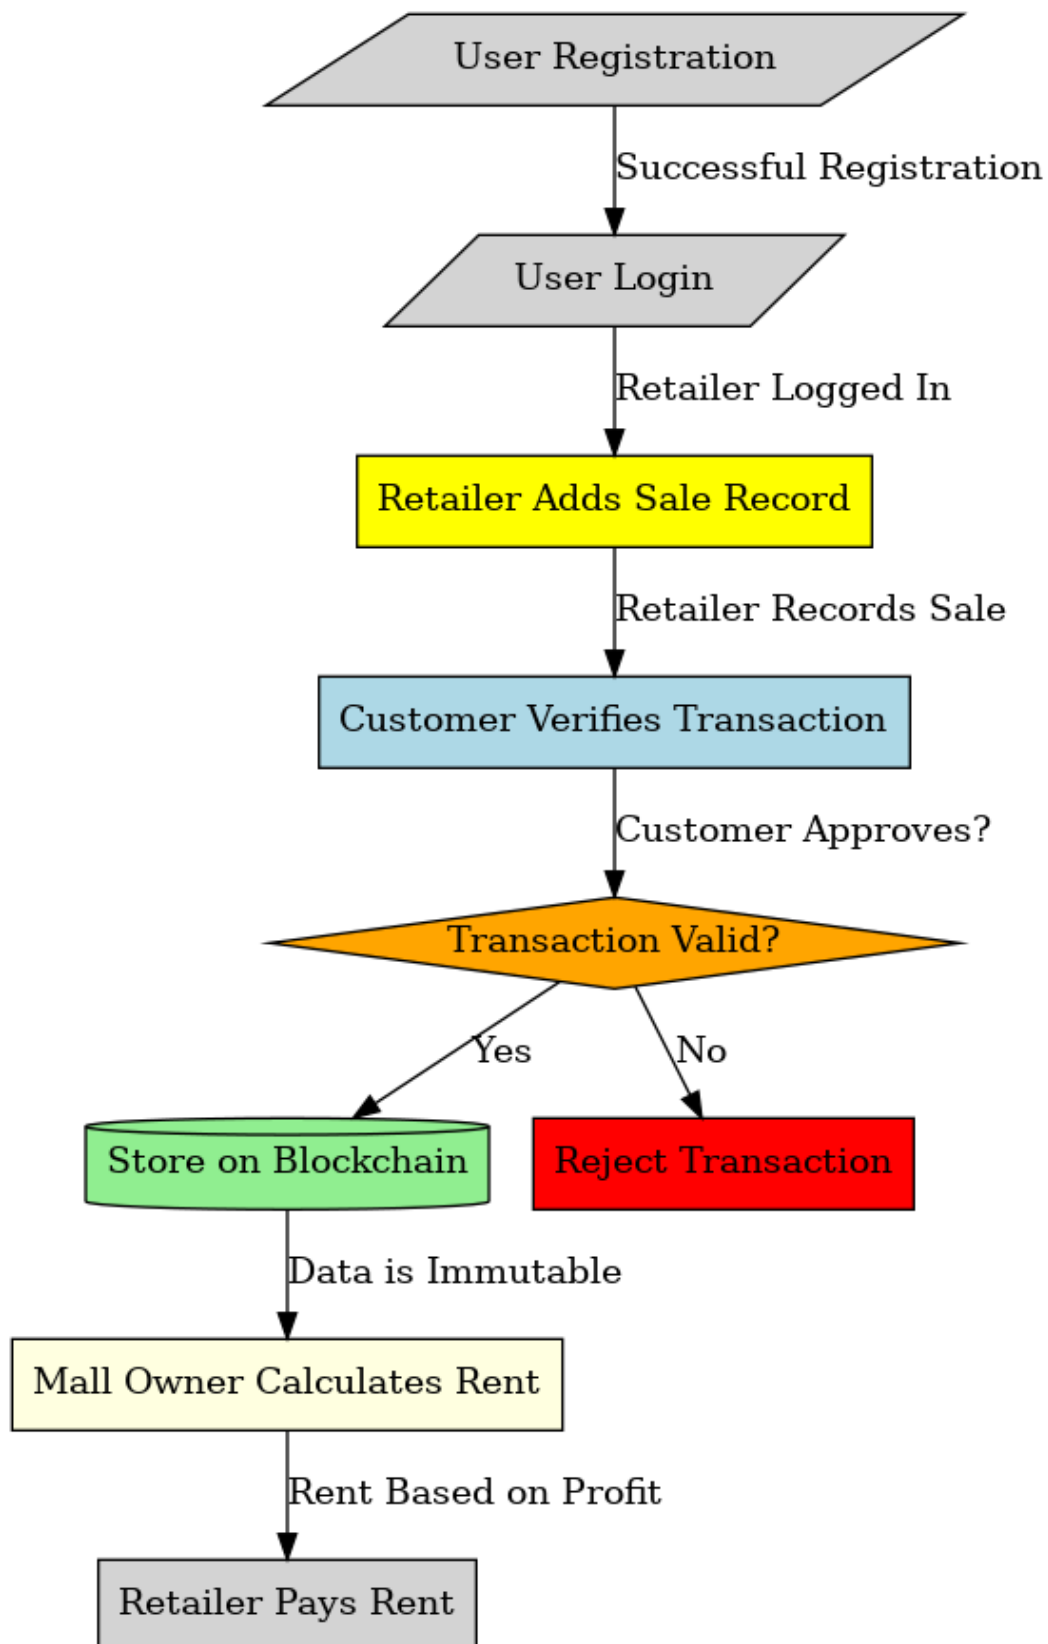 User Registration
Successful Registration
User Login
Retailer Logged In
Retailer Adds Sale Record
Retailer Records Sale
Customer Verifies Transaction
Customer Approves?
Transaction Valid?
Yes
No
Store on Blockchain
Reject Transaction
Data is Immutable
Mall Owner Calculates Rent
Rent Based on Profit
Retailer Pays Rent